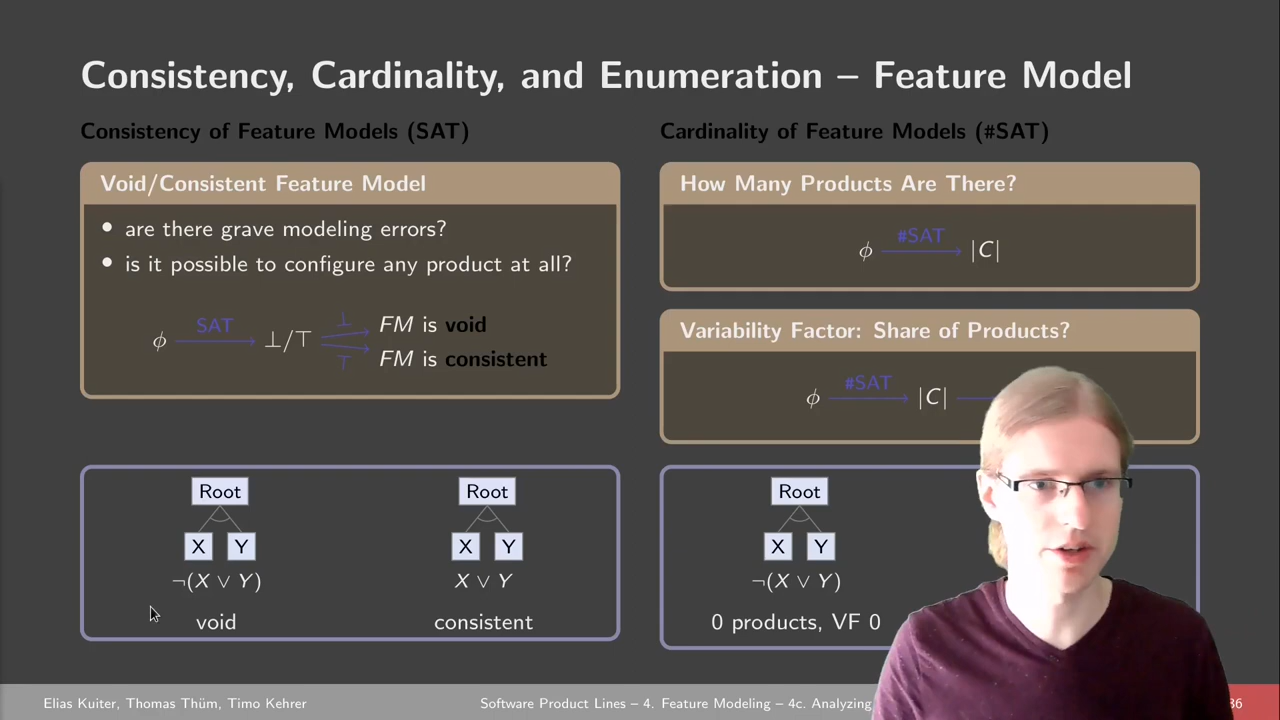 Consistency, Cardinality, and Enumeration – Feature Model
Consistency of Feature Models (SAT)
Void/Consistent Feature Model
• are there grave modeling errors?
• is it possible to configure any product at all?
ϕ SAT ⊥/⊤ ⊥ FM is void
⊤ FM is consistent
Root
X Y
¬(X ∨ Y)
void
Root
X Y
X ∨ Y
consistent
Cardinality of Feature Models (#SAT)
How Many Products Are There?
ϕ #SAT |C|
Variability Factor: Share of Products?
ϕ #SAT |C|
Root
X Y
¬(X ∨ Y)
0 products, VF 0
Elias Kuiter, Thomas Thüm, Timo Kehrer
Software Product Lines – 4. Feature Modeling – 4c. Analyzing
36